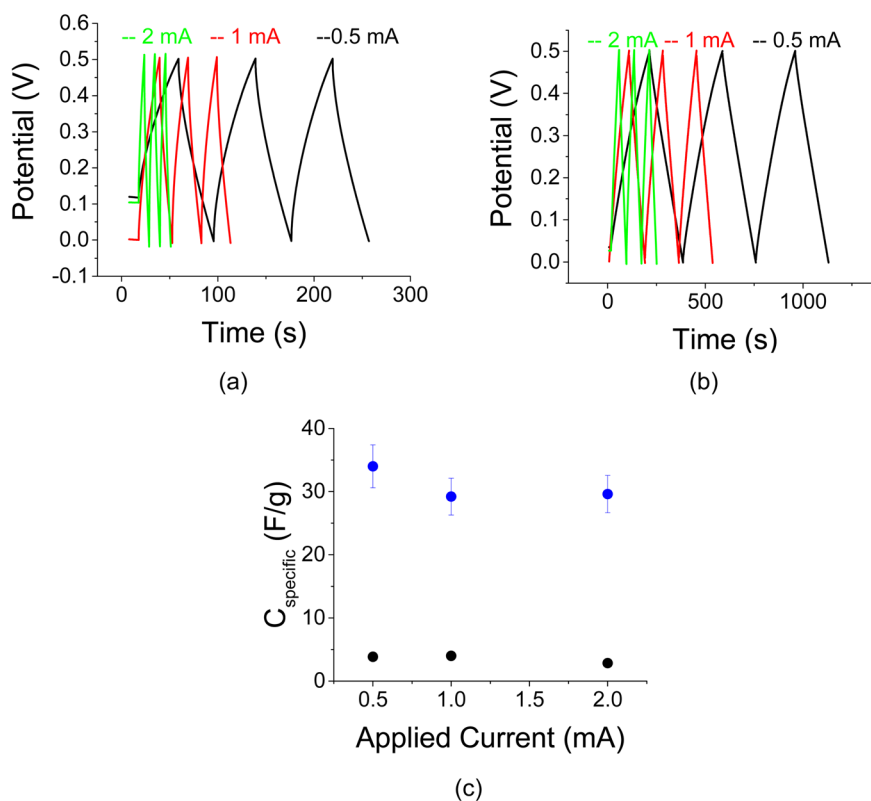 -- 2 mA -- 1 mA --0.5 mA
0.6
0.5
0.4
0.3
0.2
0.1
0.0
-0.1
Potential (V)
0 100 200 300
Time (s)
(a)
-- 2 mA -- 1 mA -- 0.5 mA
0.5
0.4
0.3
0.2
0.1
0.0
Potential (V)
0 500 1000
Time (s)
(b)
40
30
20
10
0
Cspecific (F/g)
0.5 1.0 1.5 2.0
Applied Current (mA)
(c)